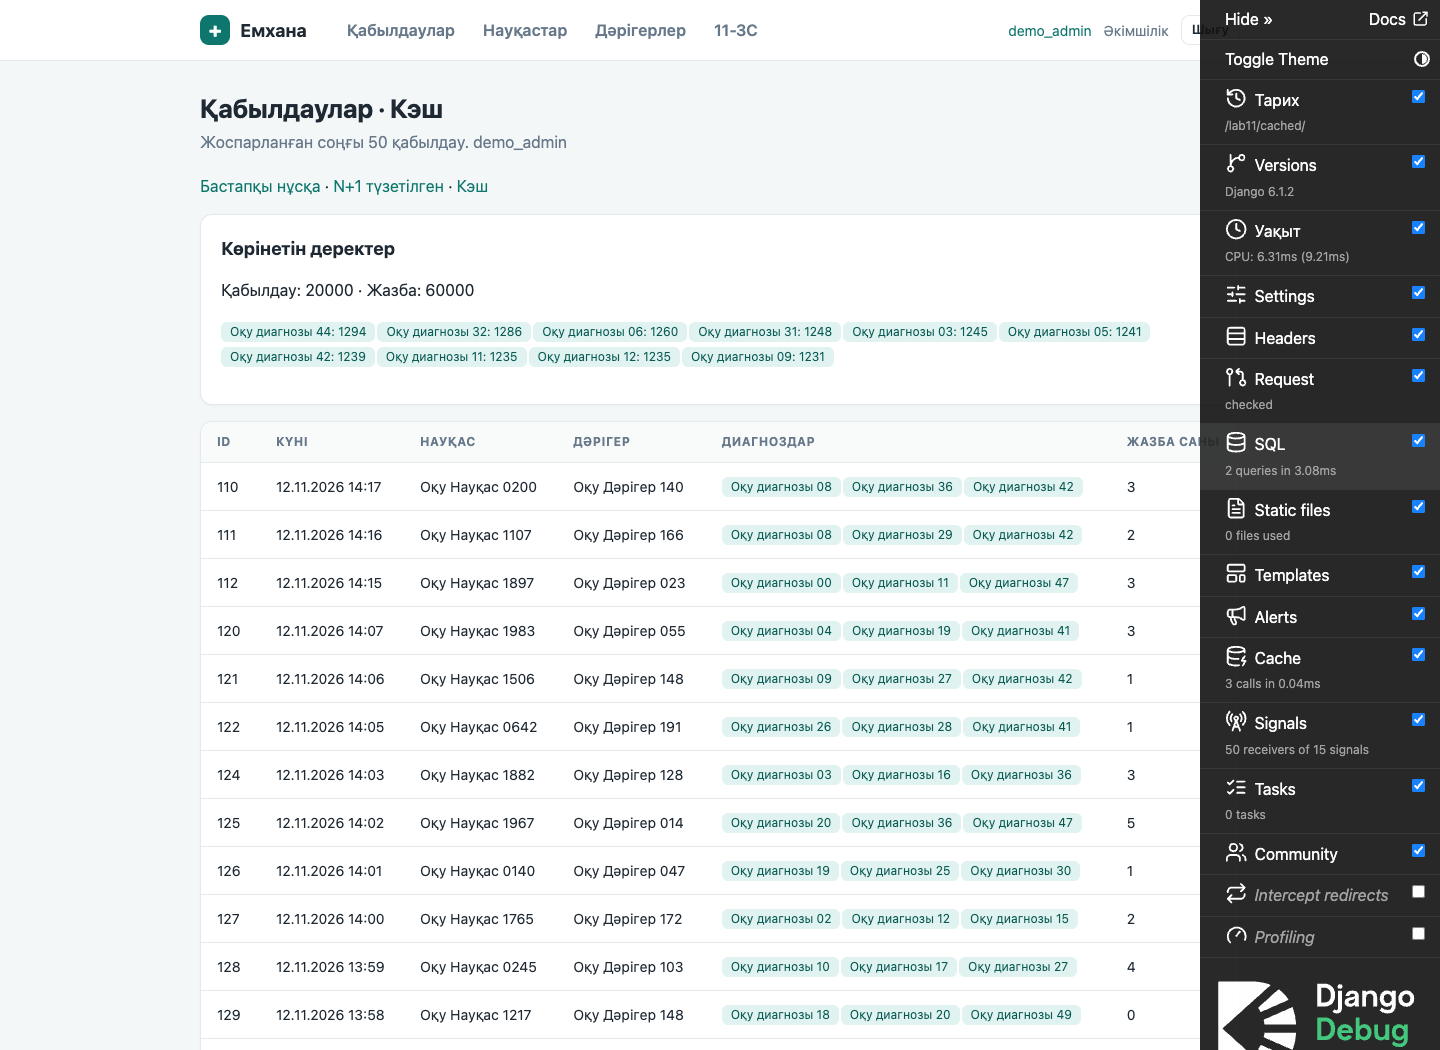 Емхана Қабылдаулар Науқастар Дәрігерлер 11-ЗС demo_admin Әкімшілік Шығу
Қабылдаулар · Кэш
Жоспарланған соңғы 50 қабылдау. demo_admin
Бастапқы нұсқа · N+1 түзетілген · Кэш
Көрінетін деректер
Қабылдау: 20000 · Жазба: 60000
Оқу диагнозы 44: 1294 Оқу диагнозы 32: 1286 Оқу диагнозы 06: 1260 Оқу диагнозы 31: 1248 Оқу диагнозы 03: 1245 Оқу диагнозы 05: 1241
Оқу диагнозы 42: 1239 Оқу диагнозы 11: 1235 Оқу диагнозы 12: 1235 Оқу диагнозы 09: 1231
ID КҮНІ НАУҚАС ДӘРІГЕР ДИАГНОЗДАР ЖАЗБА САНЫ
110 12.11.2026 14:17 Оқу Науқас 0200 Оқу Дәрігер 140 Оқу диагнозы 08 Оқу диагнозы 36 Оқу диагнозы 42 3
111 12.11.2026 14:16 Оқу Науқас 1107 Оқу Дәрігер 166 Оқу диагнозы 08 Оқу диагнозы 29 Оқу диагнозы 42 2
112 12.11.2026 14:15 Оқу Науқас 1897 Оқу Дәрігер 023 Оқу диагнозы 00 Оқу диагнозы 11 Оқу диагнозы 47 3
120 12.11.2026 14:07 Оқу Науқас 1983 Оқу Дәрігер 055 Оқу диагнозы 04 Оқу диагнозы 19 Оқу диагнозы 41 3
121 12.11.2026 14:06 Оқу Науқас 1506 Оқу Дәрігер 148 Оқу диагнозы 09 Оқу диагнозы 27 Оқу диагнозы 42 1
122 12.11.2026 14:05 Оқу Науқас 0642 Оқу Дәрігер 191 Оқу диагнозы 26 Оқу диагнозы 28 Оқу диагнозы 41 1
124 12.11.2026 14:03 Оқу Науқас 1882 Оқу Дәрігер 128 Оқу диагнозы 03 Оқу диагнозы 16 Оқу диагнозы 36 3
125 12.11.2026 14:02 Оқу Науқас 1967 Оқу Дәрігер 014 Оқу диагнозы 20 Оқу диагнозы 36 Оқу диагнозы 47 5
126 12.11.2026 14:01 Оқу Науқас 0140 Оқу Дәрігер 047 Оқу диагнозы 19 Оқу диагнозы 25 Оқу диагнозы 30 1
127 12.11.2026 14:00 Оқу Науқас 1765 Оқу Дәрігер 172 Оқу диагнозы 02 Оқу диагнозы 12 Оқу диагнозы 15 2
128 12.11.2026 13:59 Оқу Науқас 0245 Оқу Дәрігер 103 Оқу диагнозы 10 Оқу диагнозы 17 Оқу диагнозы 27 4
129 12.11.2026 13:58 Оқу Науқас 1217 Оқу Дәрігер 148 Оқу диагнозы 18 Оқу диагнозы 20 Оқу диагнозы 49 0
Hide » Docs
Toggle Theme
Тарих
/lab11/cached/
Versions
Django 6.1.2
Уақыт
CPU: 6.31ms (9.21ms)
Settings
Headers
Request
checked
SQL
2 queries in 3.08ms
Static files
0 files used
Templates
Alerts
Cache
3 calls in 0.04ms
Signals
50 receivers of 15 signals
Tasks
0 tasks
Community
Intercept redirects
Profiling
Django
Debug